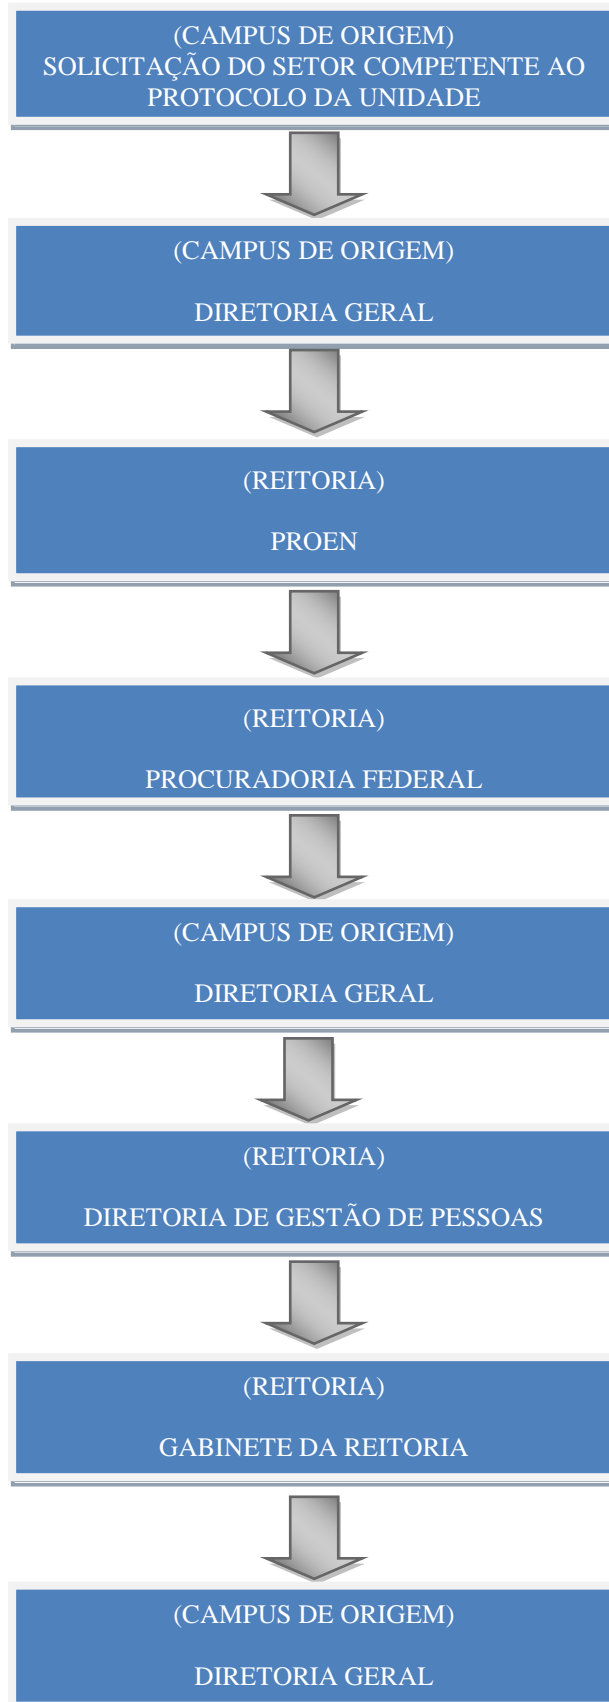 (CAMPUS DE ORIGEM)
SOLICITAÇÃO DO SETOR COMPETENTE AO
PROTOCOLO DA UNIDADE
(CAMPUS DE ORIGEM)
DIRETORIA GERAL
(REITORIA)
PROEN
(REITORIA)
PROCURADORIA FEDERAL
(CAMPUS DE ORIGEM)
DIRETORIA GERAL
(REITORIA)
DIRETORIA DE GESTÃO DE PESSOAS
(REITORIA)
GABINETE DA REITORIA
(CAMPUS DE ORIGEM)
DIRETORIA GERAL